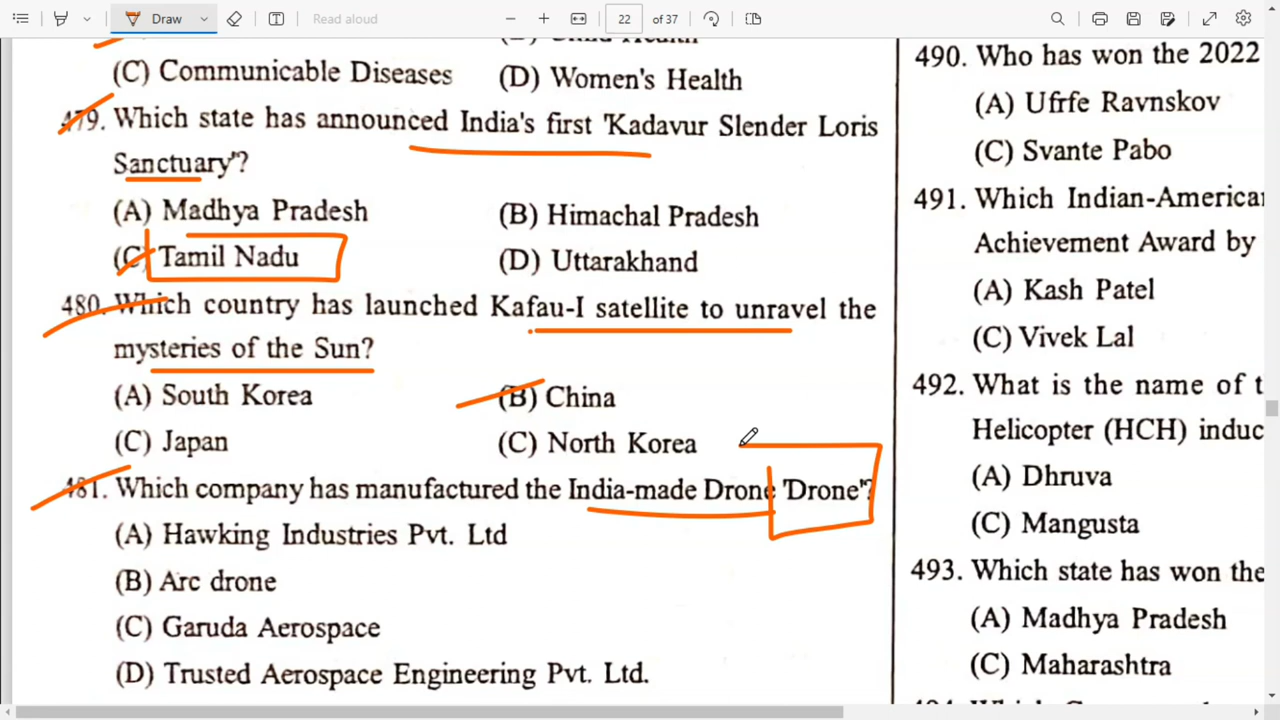 Draw
Read aloud
22 of 37
(C) Communicable Diseases (D) Women's Health
479. Which state has announced India's first 'Kadavur Slender Loris
Sanctuary'?
(A) Madhya Pradesh (B) Himachal Pradesh
(C) Tamil Nadu (D) Uttarakhand
480. Which country has launched Kafau-I satellite to unravel the
mysteries of the Sun?
(A) South Korea (B) China
(C) Japan (C) North Korea
481. Which company has manufactured the India-made Drone 'Drone'?
(A) Hawking Industries Pvt. Ltd
(B) Arc drone
(C) Garuda Aerospace
(D) Trusted Aerospace Engineering Pvt. Ltd.
490. Who has won the 2022
(A) Ufrfe Ravnskov
(C) Svante Pabo
491. Which Indian-American
Achievement Award by
(A) Kash Patel
(C) Vivek Lal
492. What is the name of t
Helicopter (HCH) induc
(A) Dhruva
(C) Mangusta
493. Which state has won the
(A) Madhya Pradesh
(C) Maharashtra